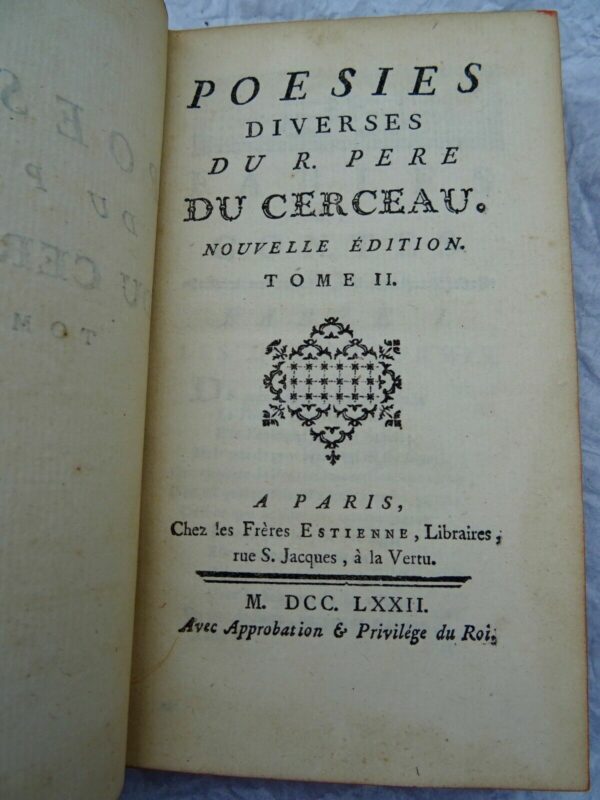 POESIES
DIVERSES
DU R. PERE
DU CERCEAU.
NOUVELLE ÉDITION.
TOME II.
A PARIS,
Chez les Frères ESTIENNE, Libraires,
rue S. Jacques, à la Vertu.
M. DCC. LXXII.
Avec Approbation & Privilége du Roi.